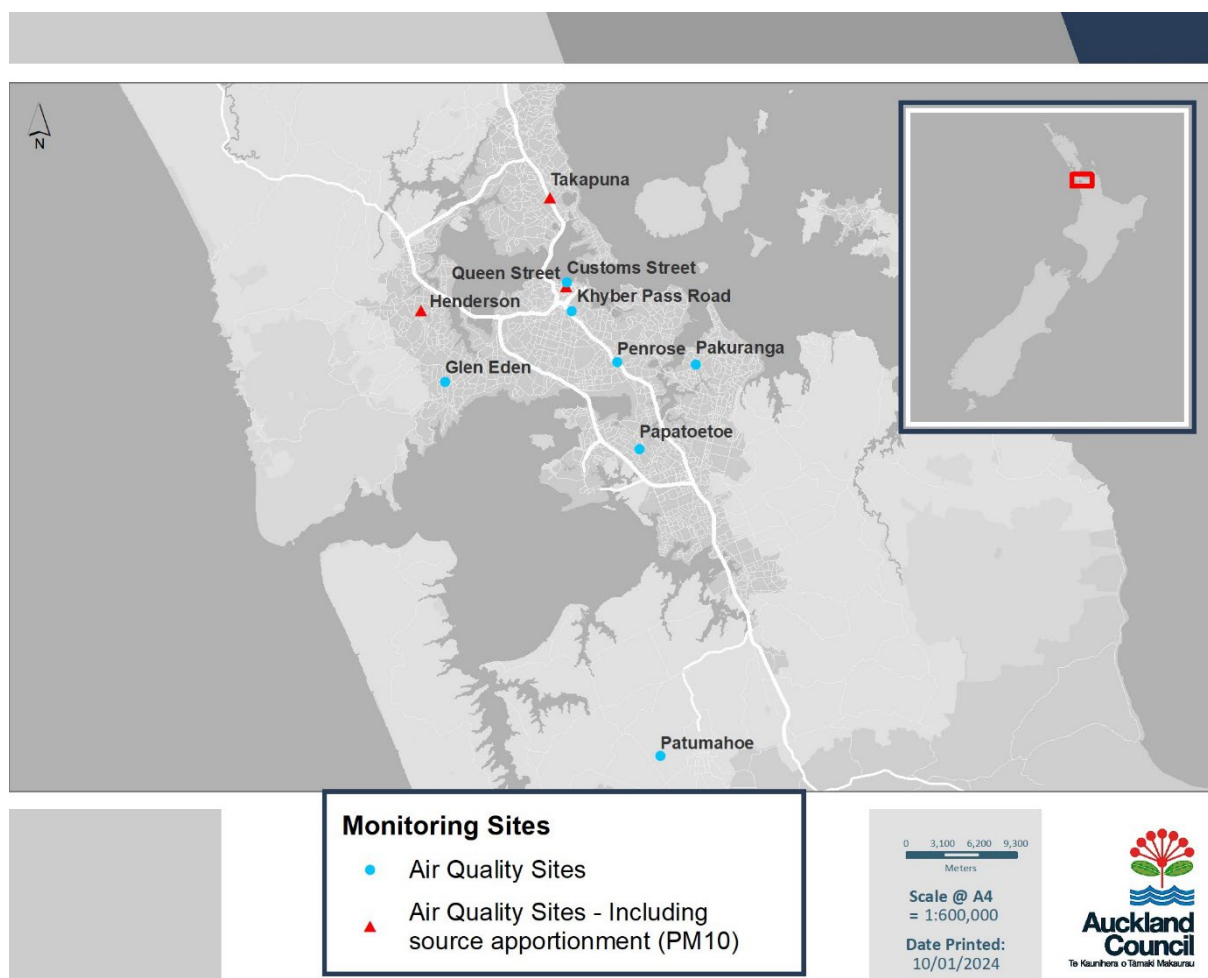 N
Takapuna
Customs Street
Queen Street
Khyber Pass Road
Henderson
Penrose
Pakuranga
Glen Eden
Papatoetoe
Patumahoe
Monitoring Sites
Air Quality Sites
Air Quality Sites - Including
source apportionment (PM10)
0 3,100 6,200 9,300
Meters
Scale @ A4
= 1:600,000
Date Printed:
10/01/2024
Auckland
Council
Te Kaunihera o Tāmaki Makaurau